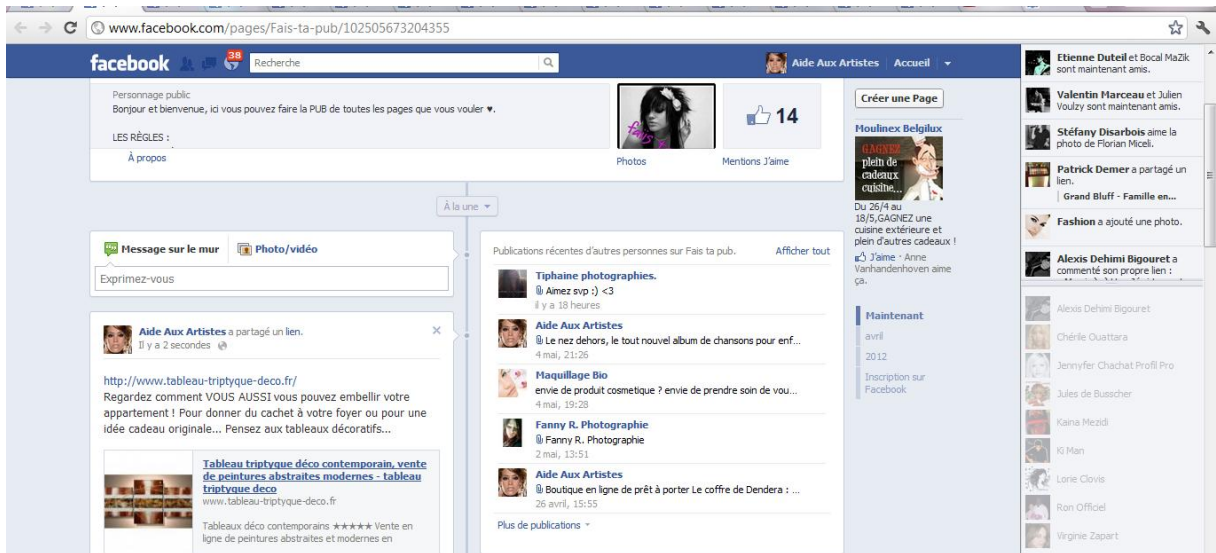 www.facebook.com/pages/Fais-ta-pub/102505673204355
facebook
38
Recherche
Aide Aux Artistes
Accueil
Personnage public
Bonjour et bienvenue, ici vous pouvez faire la PUB de toutes les pages que vous vouler ♥.
LES RÈGLES :
À propos
fais t
Photos
14
Mentions J'aime
À la une
Message sur le mur
Photo/vidéo
Exprimez-vous
Aide Aux Artistes a partagé un lien.
Il y a 2 secondes
http://www.tableau-triptyque-deco.fr/
Regardez comment VOUS AUSSI vous pouvez embellir votre
appartement ! Pour donner du cachet à votre foyer ou pour une
idée cadeau originale... Pensez aux tableaux décoratifs...
Tableau triptyque déco contemporain, vente
de peintures abstraites modernes - tableau
triptyque deco
www.tableau-triptyque-deco.fr
Tableaux déco contemporains ★★★★★ Vente en
ligne de peintures abstraites et modernes en
Publications récentes d'autres personnes sur Fais ta pub.
Afficher tout
Tiphaine photographies.
Aimez svp :) <3
il y a 18 heures
Aide Aux Artistes
Le nez dehors, le tout nouvel album de chansons pour enf...
4 mai, 21:26
Maquillage Bio
envie de produit cosmetique ? envie de prendre soin de vou...
4 mai, 19:28
Fanny R. Photographie
Fanny R. Photographie
2 mai, 13:51
Aide Aux Artistes
Boutique en ligne de prêt à porter Le coffre de Dendera : ...
26 avril, 15:55
Plus de publications
Créer une Page
Moulinex Belgilux
GAGNEZ
plein de
cadeaux
cuisine...
Du 26/4 au
18/5,GAGNEZ une
cuisine extérieure et
plein d'autres cadeaux !
J'aime · Anne
Vanhandenhoven aime
ça.
Maintenant
avril
2012
Inscription sur
Facebook
Etienne Duteil et Bocal MaZik
sont maintenant amis.
Valentin Marceau et Julien
Voulzy sont maintenant amis.
Stéfany Disarbois aime la
photo de Florian Miceli.
Patrick Demer a partagé un
lien.
Grand Bluff - Famille en...
Fashion a ajouté une photo.
Alexis Dehimi Bigouret a
commenté son propre lien :
Alexis Dehimi Bigouret
Chérile Ouattara
Jennyfer Chachat Profil Pro
Jules de Busscher
Kaina Mezidi
Ki Man
Lorie Clovis
Ron Officiel
Virginie Zapart